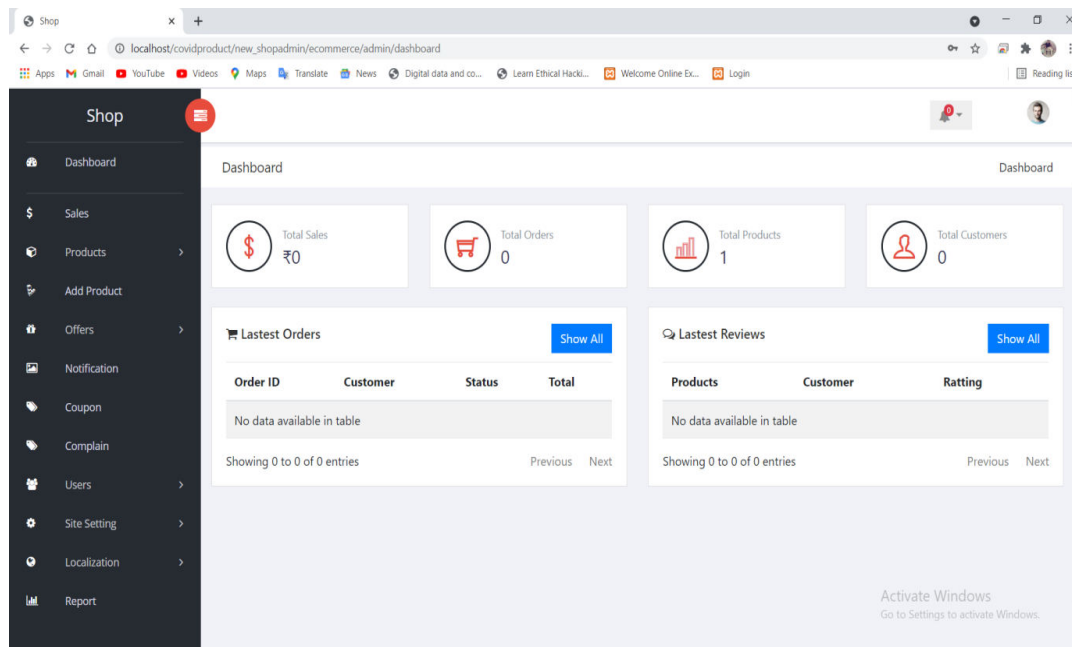 Shop
localhost/covidproduct/new_shopadmin/ecommerce/admin/dashboard
Apps Gmail YouTube Videos Maps Translate News Digital data and co... Learn Ethical Hacki... Welcome Online Ex... Login Reading lis
Shop
0
Dashboard
Sales
Products
Add Product
Offers
Notification
Coupon
Complain
Users
Site Setting
Localization
Report
Dashboard Dashboard
Total Sales
₹0
Total Orders
0
Total Products
1
Total Customers
0
Lastest Orders Show All
Order ID Customer Status Total
No data available in table
Showing 0 to 0 of 0 entries Previous Next
Lastest Reviews Show All
Products Customer Ratting
No data available in table
Showing 0 to 0 of 0 entries Previous Next
Activate Windows
Go to Settings to activate Windows.